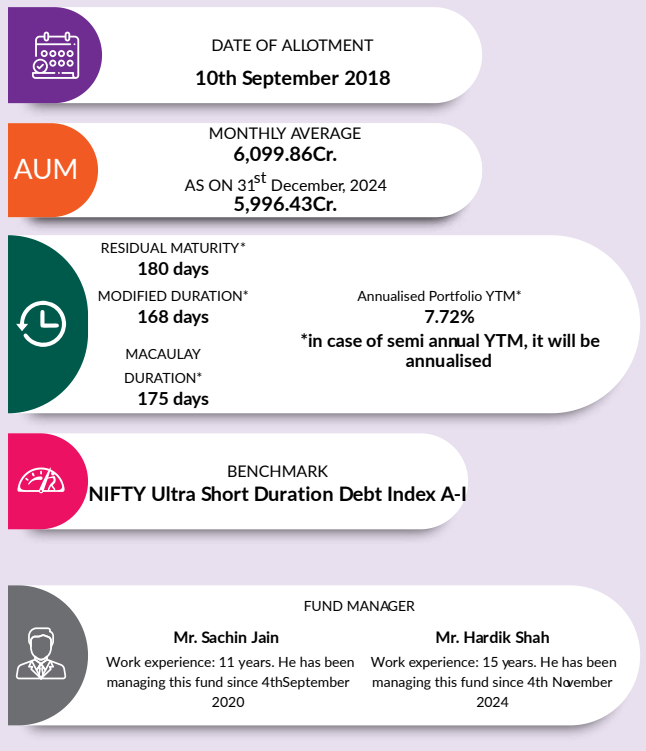 DATE OF ALLOTMENT
10th September 2018
AUM
MONTHLY AVERAGE
6,099.86Cr.
AS ON 31st December, 2024
5,996.43Cr.
RESIDUAL MATURITY*
180 days
MODIFIED DURATION*
168 days
MACAULAY
DURATION*
175 days
Annualised Portfolio YTM*
7.72%
*in case of semi annual YTM, it will be
annualised
BENCHMARK
NIFTY Ultra Short Duration Debt Index A-I
FUND MANAGER
Mr. Sachin Jain
Work experience: 11 years. He has been
managing this fund since 4thSeptember
2020
Mr. Hardik Shah
Work experience: 15 years. He has been
managing this fund since 4th November
2024